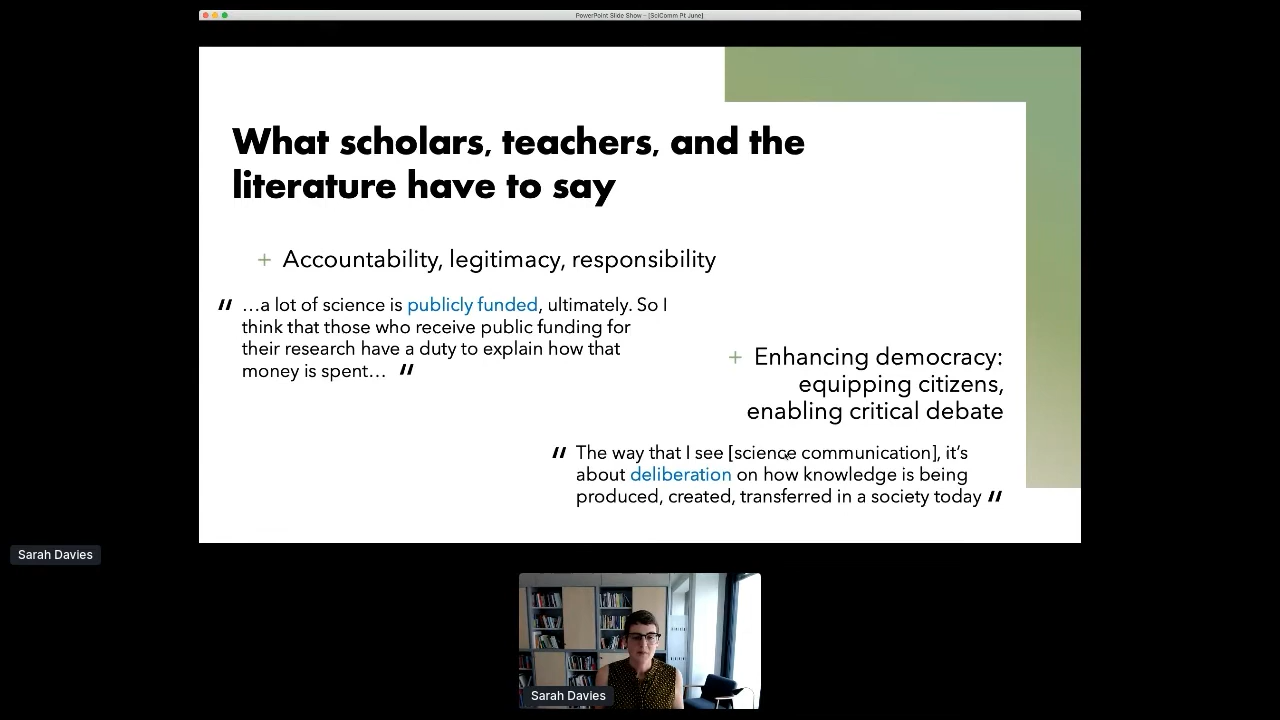 PowerPoint Slide Show - [SciComm Pt June]
What scholars, teachers, and the
literature have to say
+ Accountability, legitimacy, responsibility
“ …a lot of science is publicly funded, ultimately. So I
think that those who receive public funding for
their research have a duty to explain how that
money is spent… ”
+ Enhancing democracy:
equipping citizens,
enabling critical debate
“ The way that I see [science communication], it’s
about deliberation on how knowledge is being
produced, created, transferred in a society today ”
Sarah Davies
Sarah Davies